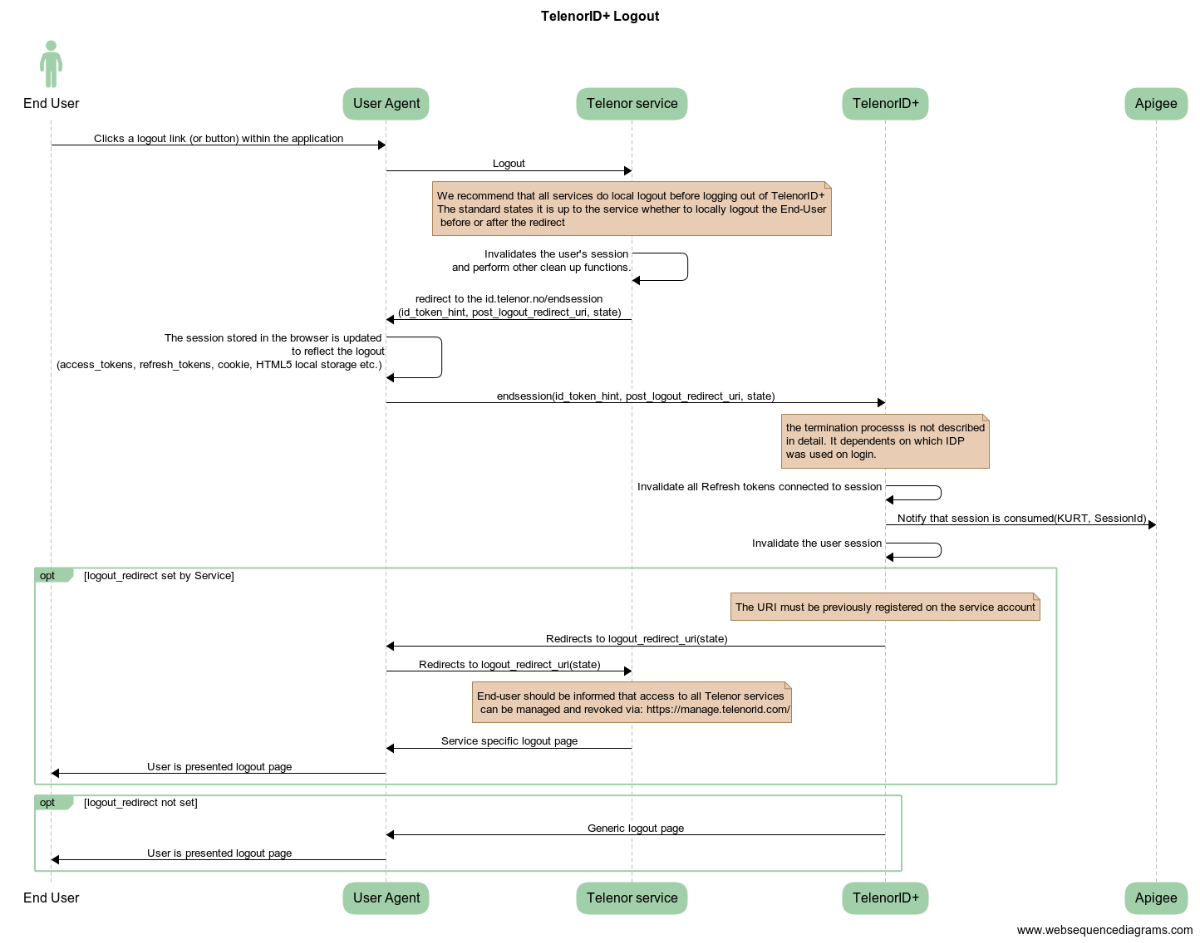 TelenorID+ Logout
End User
User Agent
Telenor service
TelenorID+
Apigee
Clicks a logout link (or button) within the application
Logout
We recommend that all services do local logout before logging out of TelenorID+
The standard states it is up to the service whether to locally logout the End-User
before or after the redirect
Invalidates the user's session
and perform other clean up functions.
redirect to the id.telenor.no/endsession
(id_token_hint, post_logout_redirect_uri, state)
The session stored in the browser is updated
to reflect the logout
(access_tokens, refresh_tokens, cookie, HTML5 local storage etc.)
endsession(id_token_hint, post_logout_redirect_uri, state)
the termination processs is not described
in detail. It dependents on which IDP
was used on login.
Invalidate all Refresh tokens connected to session
Notify that session is consumed(KURT, SessionId)
Invalidate the user session
opt
[logout_redirect set by Service]
The URI must be previously registered on the service account
Redirects to logout_redirect_uri(state)
Redirects to logout_redirect_uri(state)
End-user should be informed that access to all Telenor services
can be managed and revoked via: https://manage.telenorid.com/
Service specific logout page
User is presented logout page
opt
[logout_redirect not set]
Generic logout page
User is presented logout page
End User
User Agent
Telenor service
TelenorID+
Apigee
www.websequencediagrams.com